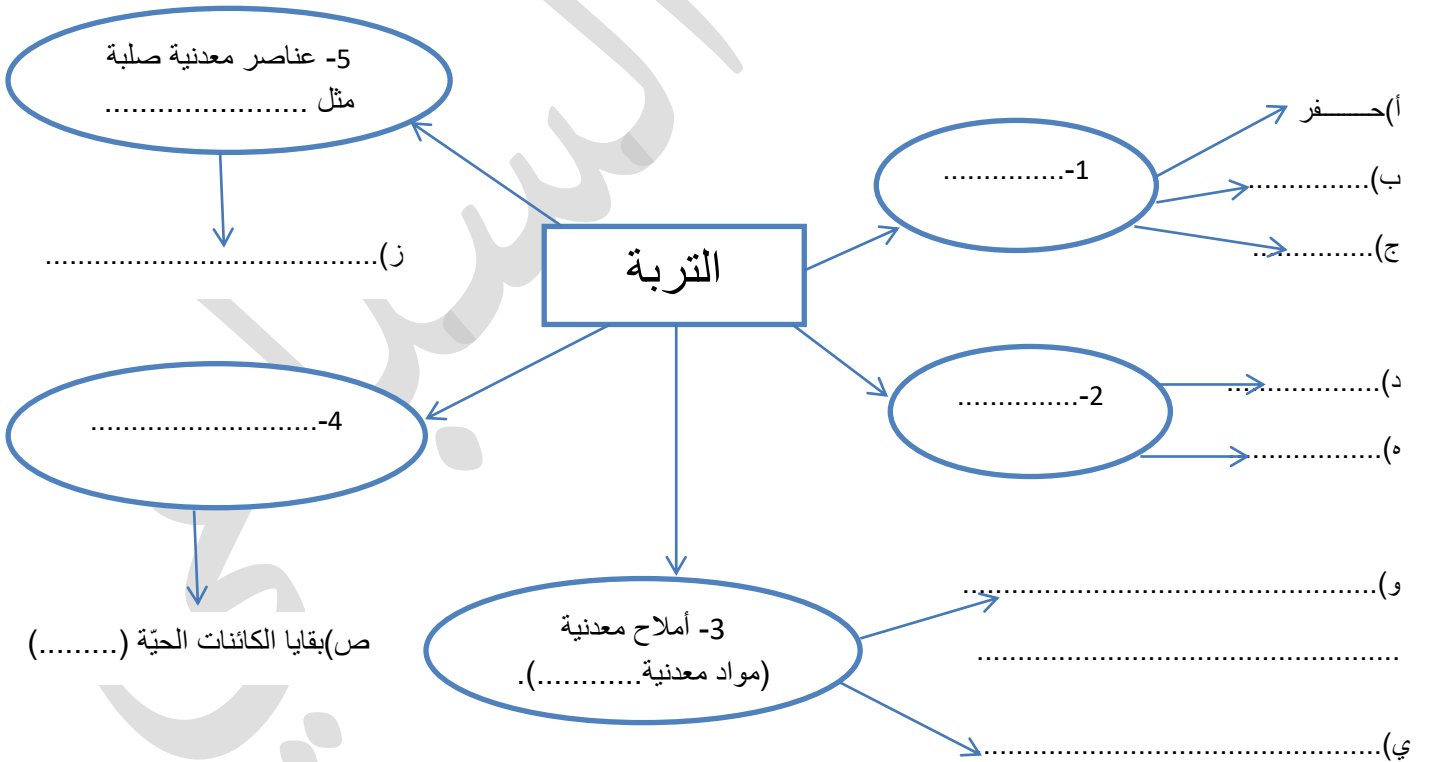 5- عناصر معدنية صلبة
مثل .......................
أ)حـــــفر
1-...............
ب)...............
ج)...............
ز).........................................
التربة
2-...............
د)...................
ه)...................
4-............................
و)...................................................
....................................................
3- أملاح معدنية
(مواد معدنية............).
ص)بقايا الكائنات الحيّة (.........)
ي).................................................